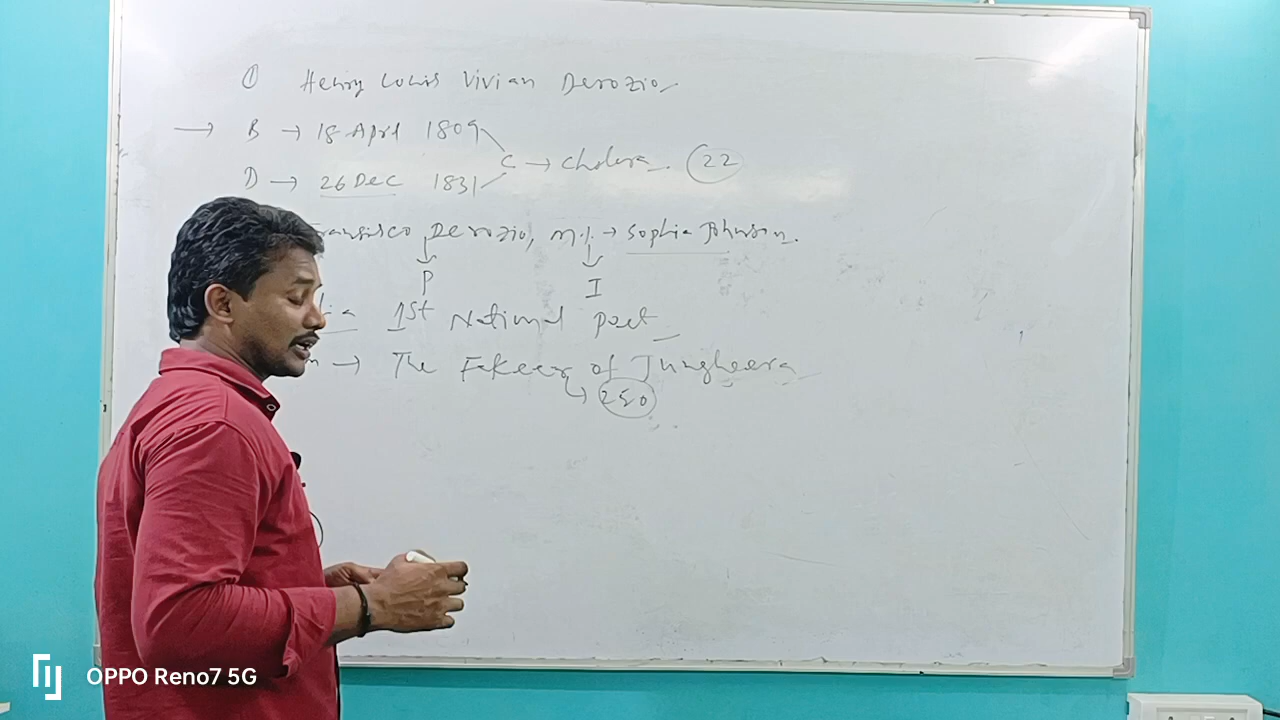 ① Henry Louis Vivian Derozio
→ B → 18 April 1809
C → cholera. 22
D → 26 Dec 1831
Derozio, M. → Sophia Johnson.
P I
1st National Poet
→ The Fakeer of Jungheera
→ 250
OPPO Reno7 5G